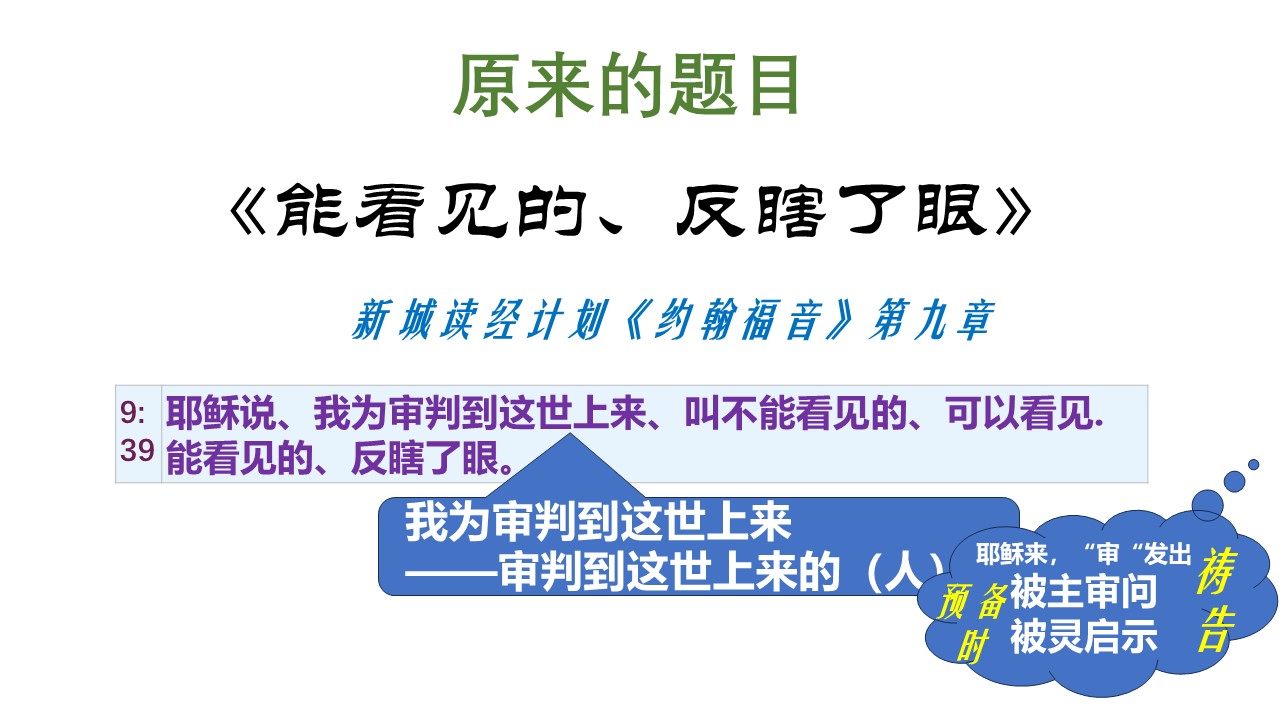 原来的题目
《能看见的、反瞎了眼》
新城读经计划《约翰福音》第九章
9:39
耶稣说、我为审判到这世上来、叫不能看见的、可以看见.
能看见的、反瞎了眼。
我为审判到这世上来
——审判到这世上来的（人）
耶稣来，“审“发出
被主审问
被灵启示
预备时
祷告